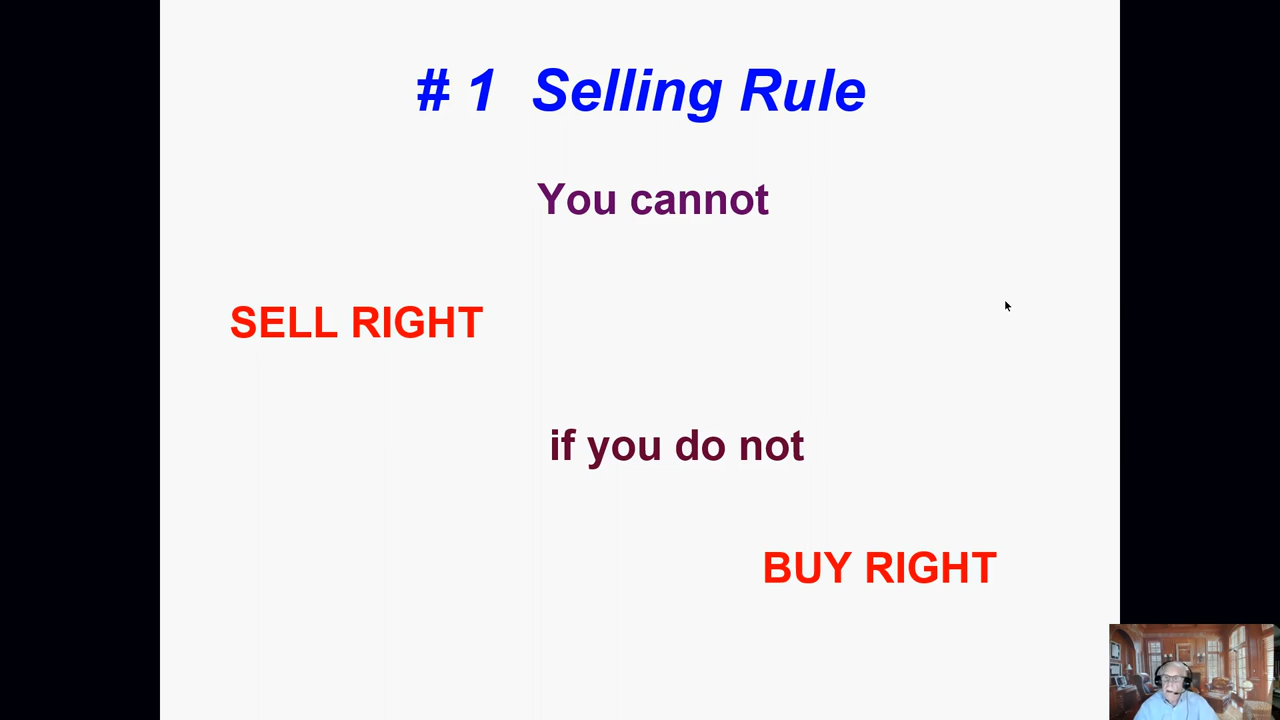 # 1 Selling Rule
You cannot
SELL RIGHT
if you do not
BUY RIGHT